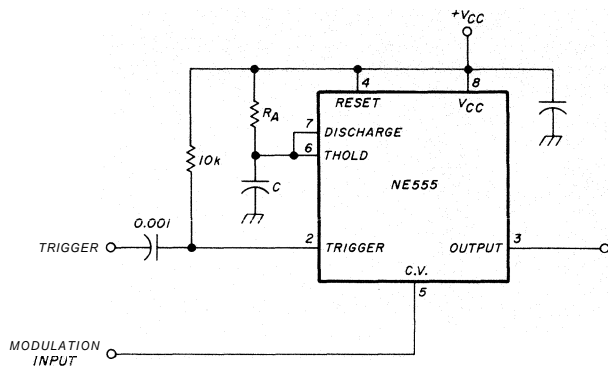 +VCC
4
8
RESET
VCC
RA
7
DISCHARGE
6
THOLD
10k
C
NE555
0.001
TRIGGER
2
TRIGGER
OUTPUT
3
C.V.
5
MODULATION
INPUT